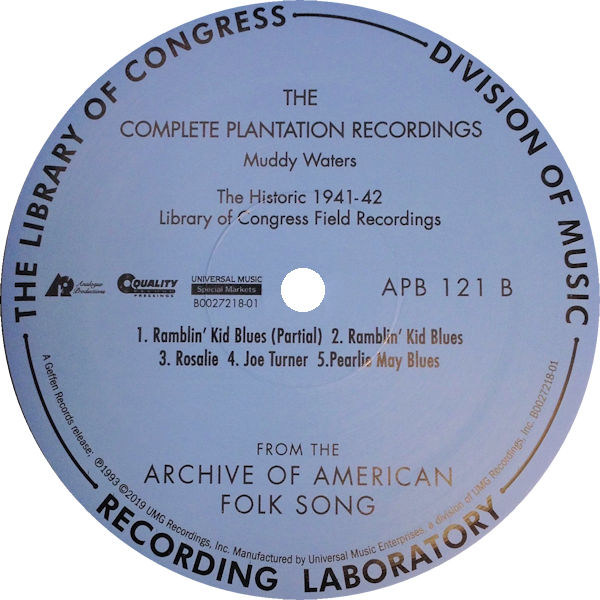 THE LIBRARY OF CONGRESS
DIVISION OF MUSIC
THE
COMPLETE PLANTATION RECORDINGS
Muddy Waters
The Historic 1941-42
Library of Congress Field Recordings
Analogue
Productions
QUALITY
RECORD
PRESSINGS
UNIVERSAL MUSIC
Special Markets
B0027218-01
APB 121 B
1. Ramblin' Kid Blues (Partial) 2. Ramblin' Kid Blues
3. Rosalie 4. Joe Turner 5.Pearlie May Blues
FROM THE
ARCHIVE OF AMERICAN
FOLK SONG
A Geffen Records release; ℗1993 ©2019 UMG Recordings, Inc. Manufactured by Universal Music Enterprises, a division of UMG Recordings, Inc. B0027218-01
RECORDING LABORATORY